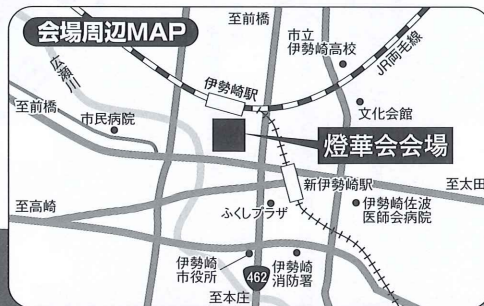 会場周辺MAP
至前橋
市立
伊勢崎高校
JR両毛線
広瀬川
伊勢崎駅
至前橋
市民病院
文化会館
燈華会会場
新伊勢崎駅
至太田
至高崎
ふくしプラザ
伊勢崎佐波
医師会病院
伊勢崎
市役所
462
伊勢崎
消防署
至本庄